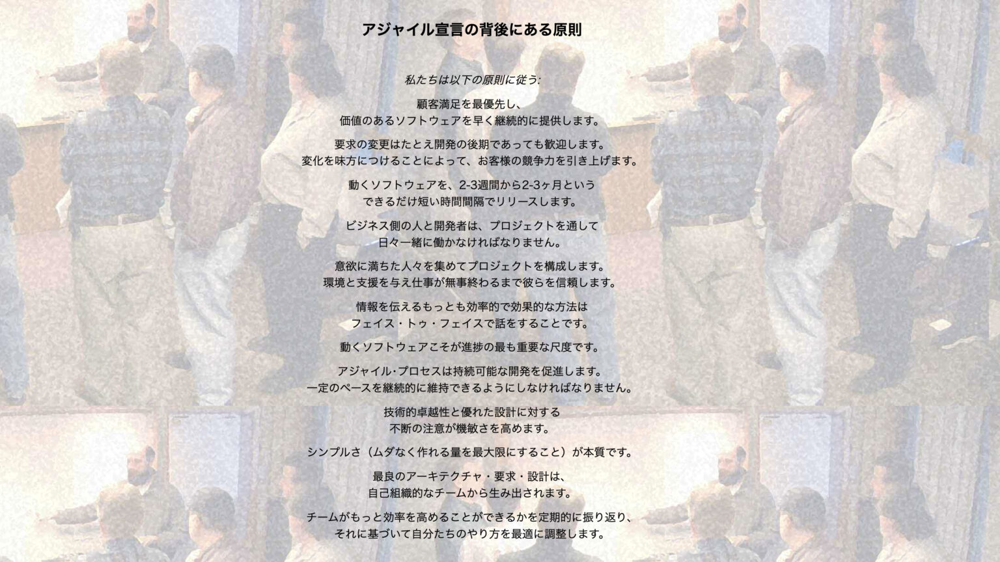 アジャイル宣言の背後にある原則
私たちは以下の原則に従う:
顧客満足を最優先し、
価値のあるソフトウェアを早く継続的に提供します。
要求の変更はたとえ開発の後期であっても歓迎します。
変化を味方につけることによって、お客様の競争力を引き上げます。
動くソフトウェアを、2-3週間から2-3ヶ月という
できるだけ短い時間間隔でリリースします。
ビジネス側の人と開発者は、プロジェクトを通して
日々一緒に働かなければなりません。
意欲に満ちた人々を集めてプロジェクトを構成します。
環境と支援を与え仕事が無事終わるまで彼らを信頼します。
情報を伝えるもっとも効率的で効果的な方法は
フェイス・トゥ・フェイスで話をすることです。
動くソフトウェアこそが進捗の最も重要な尺度です。
アジャイル･プロセスは持続可能な開発を促進します。
一定のペースを継続的に維持できるようにしなければなりません。
技術的卓越性と優れた設計に対する
不断の注意が機敏さを高めます。
シンプルさ（ムダなく作れる量を最大限にすること）が本質です。
最良のアーキテクチャ・要求・設計は、
自己組織的なチームから生み出されます。
チームがもっと効率を高めることができるかを定期的に振り返り、
それに基づいて自分たちのやり方を最適に調整します。